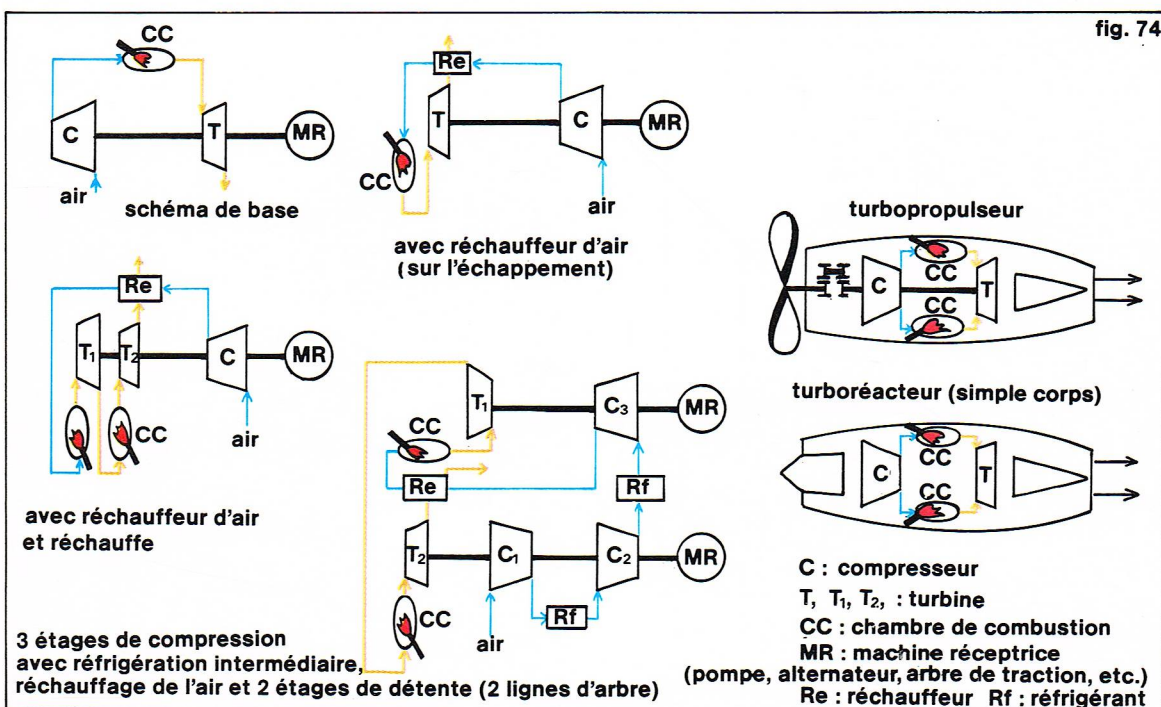 fig. 74
CC
C
T
MR
air
schéma de base
Re
T
C
MR
CC
air
avec réchauffeur d'air
(sur l'échappement)
Re
T₁
T₂
C
MR
CC
air
avec réchauffeur d'air
et réchauffe
T₁
C₃
MR
CC
Re
Rf
T₂
C₁
C₂
MR
CC
Rf
air
3 étages de compression
avec réfrigération intermédiaire,
réchauffage de l'air et 2 étages de détente (2 lignes d'arbre)
turbopropulseur
CC
C
T
CC
turboréacteur (simple corps)
CC
C
T
CC
C : compresseur
T, T₁, T₂, : turbine
CC : chambre de combustion
MR : machine réceptrice
(pompe, alternateur, arbre de traction, etc.)
Re : réchauffeur Rf : réfrigérant